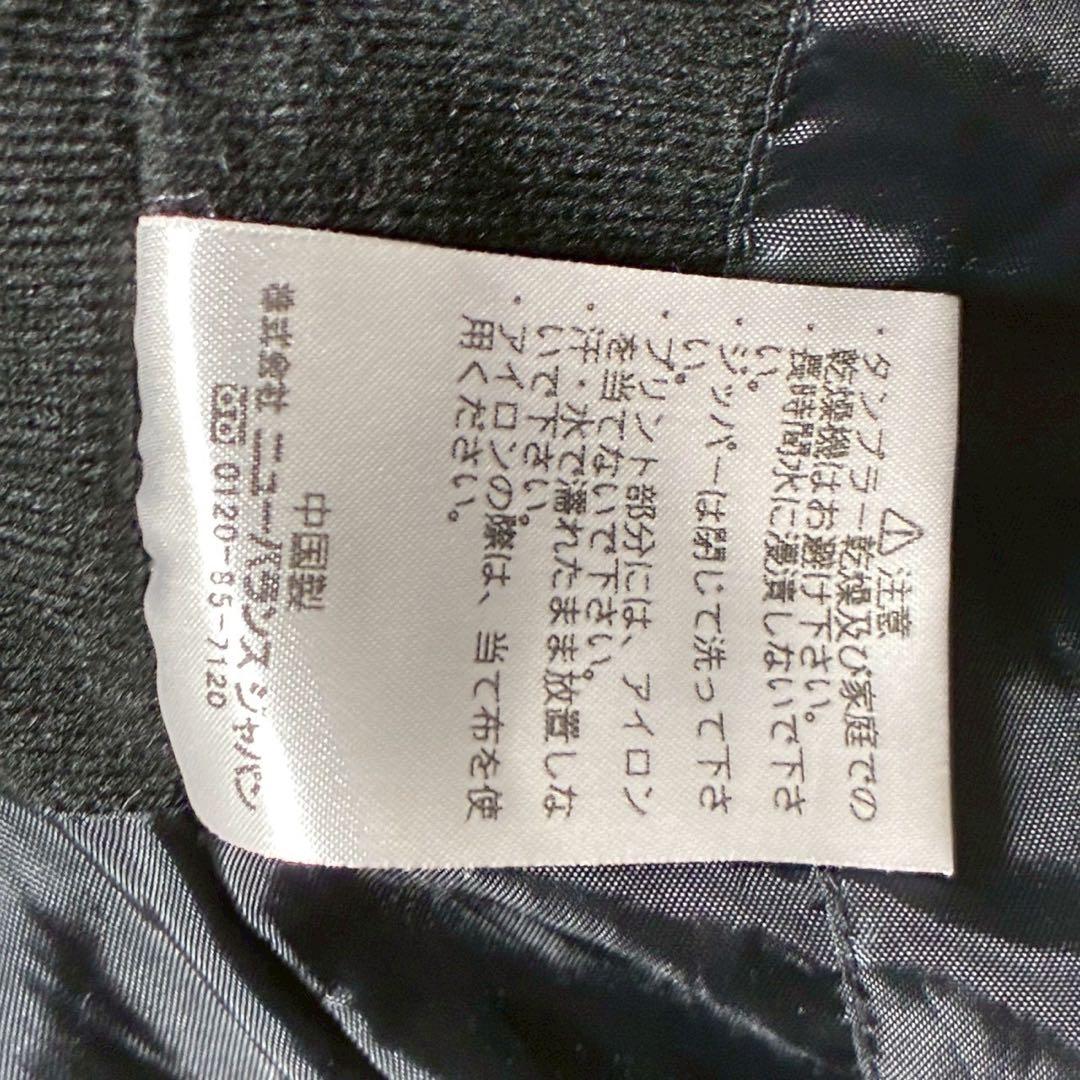 ⚠注意
・タンブラー乾燥及び家庭での
乾燥機はお避け下さい。
・長時間水に浸漬しないで下さ
い。
・ジッパーは閉じて洗って下さ
い。
・プリント部分には、アイロン
を当てないで下さい。
・汗・水で濡れたまま放置しな
いで下さい。
・アイロンの際は、当て布を使
用ください。
中国製
株式会社 ニューバランス ジャパン
0120-85-7120